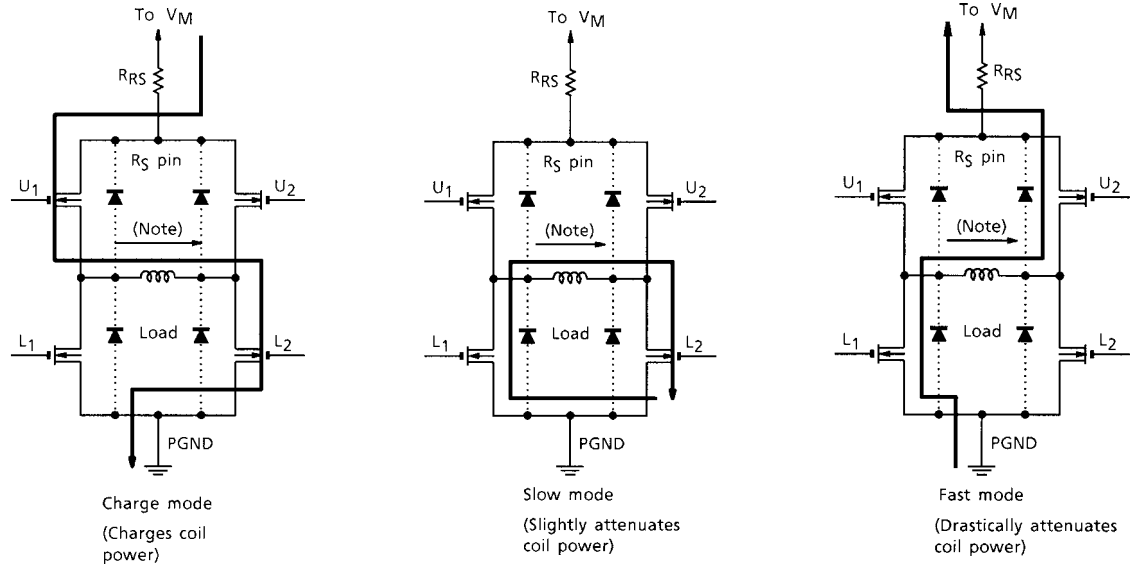 To VM
RRS
RS pin
U1
U2
(Note)
Load
L1
L2
PGND
Charge mode
(Charges coil
power)
To VM
RRS
RS pin
U1
U2
(Note)
Load
L1
L2
PGND
Slow mode
(Slightly attenuates
coil power)
To VM
RRS
RS pin
U1
U2
(Note)
Load
L1
L2
PGND
Fast mode
(Drastically attenuates
coil power)